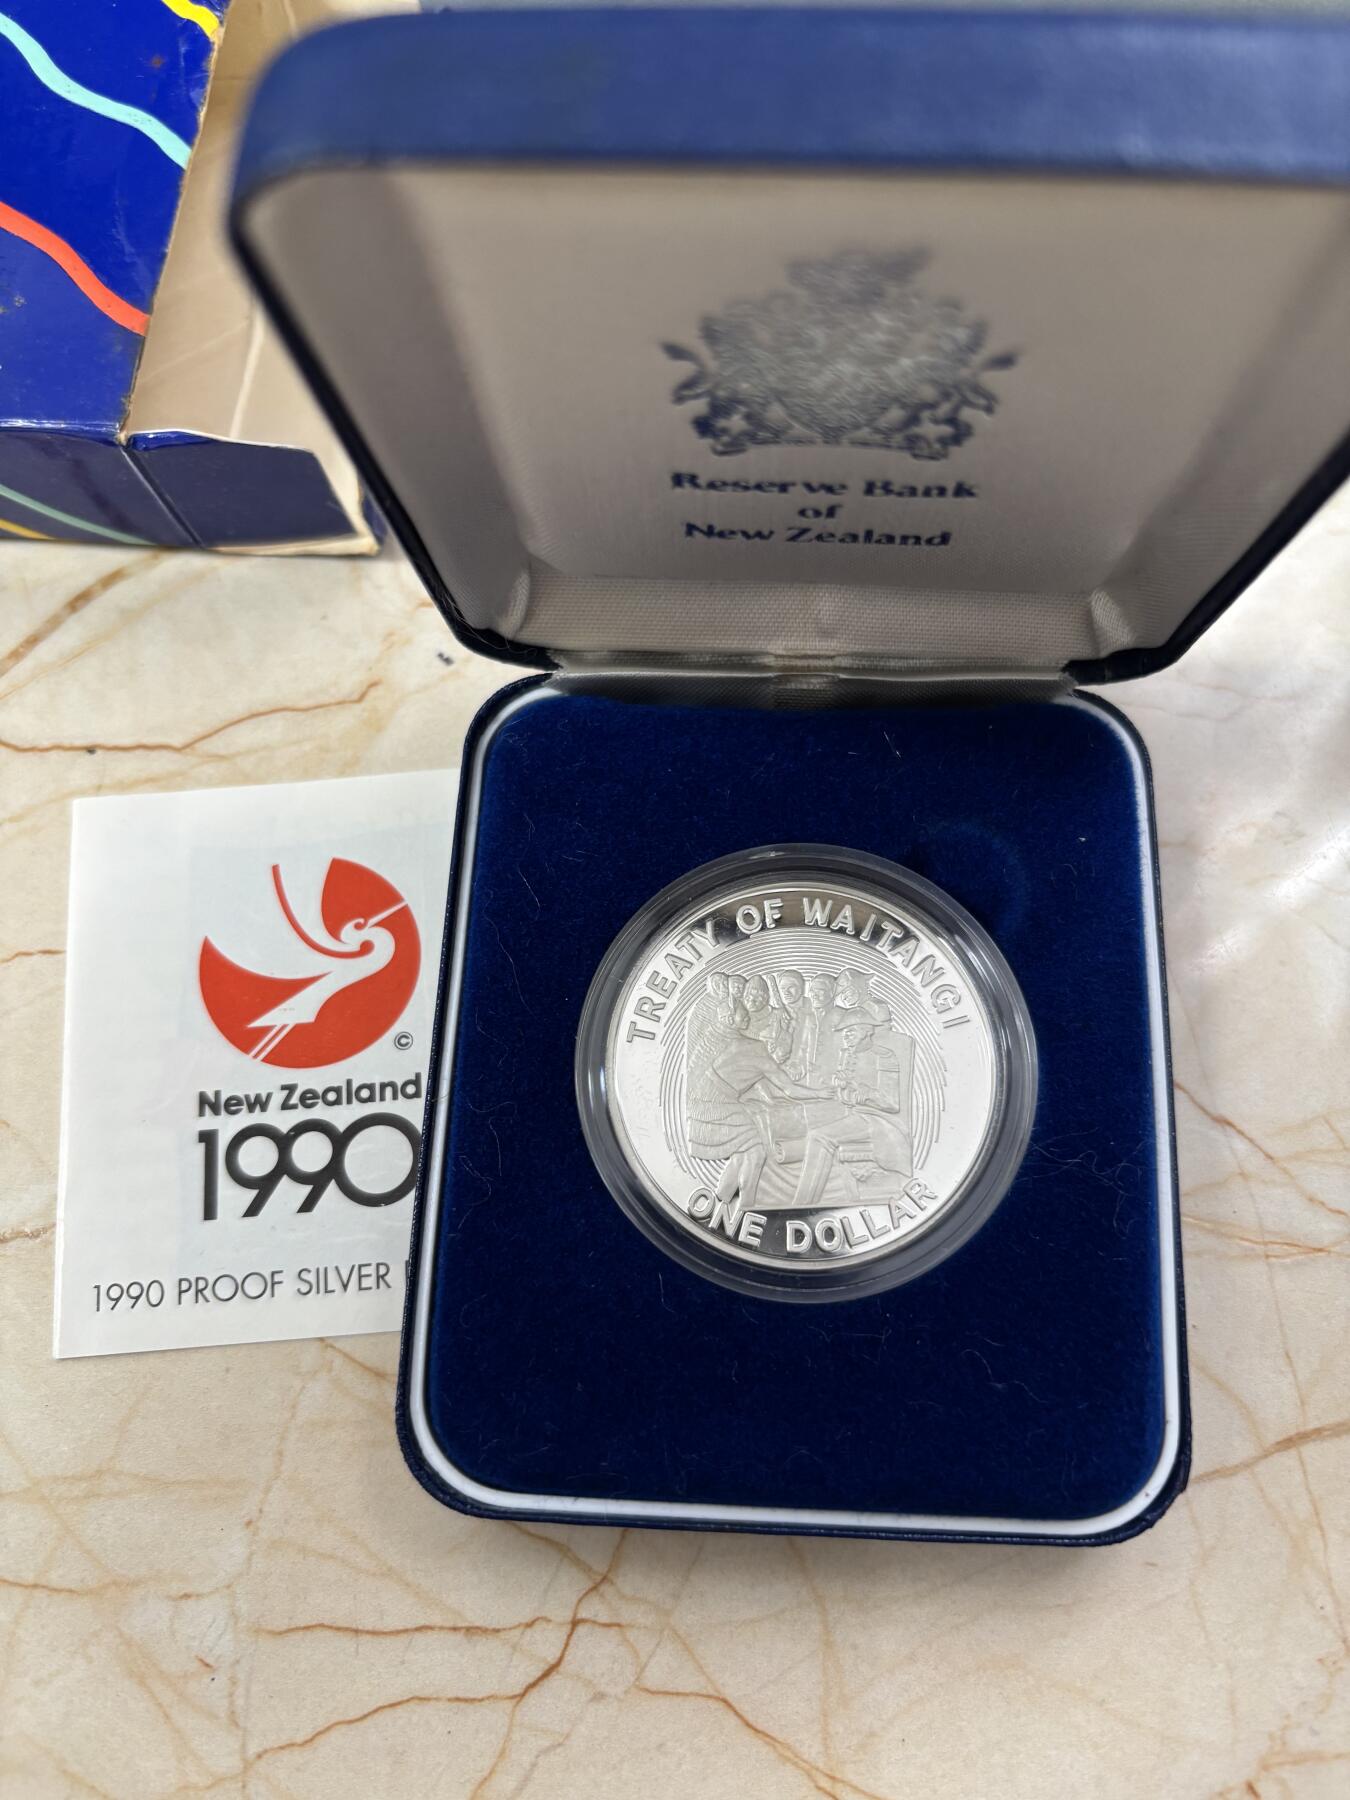 Reserve Bank
of
New Zealand
TREATY OF WAITANGI
ONE DOLLAR
©
New Zealand
1990
1990 PROOF SILVER